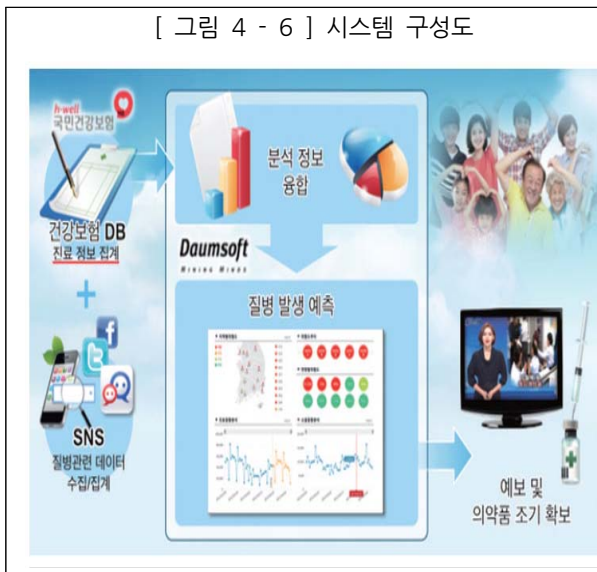 [ 그림 4 - 6 ] 시스템 구성도
h-well
국민건강보험
건강보험 DB
진료 정보 집계
+
SNS
질병관련 데이터
수집/집계
분석 정보
융합
Daumsoft
MINING MINDS
질병 발생 예측
예보 및
의약품 조기 확보